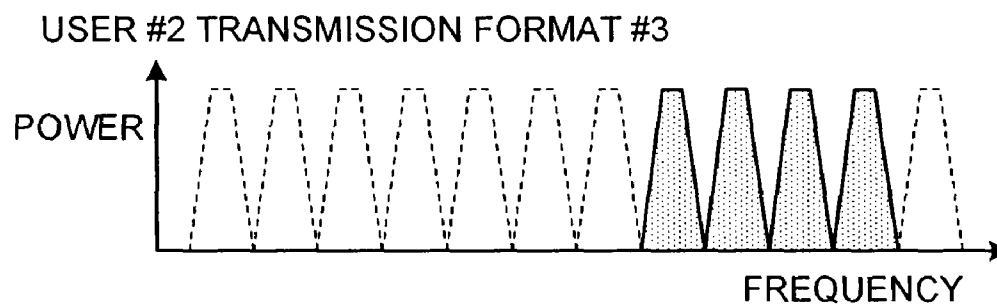 USER #2 TRANSMISSION FORMAT #3
POWER
FREQUENCY